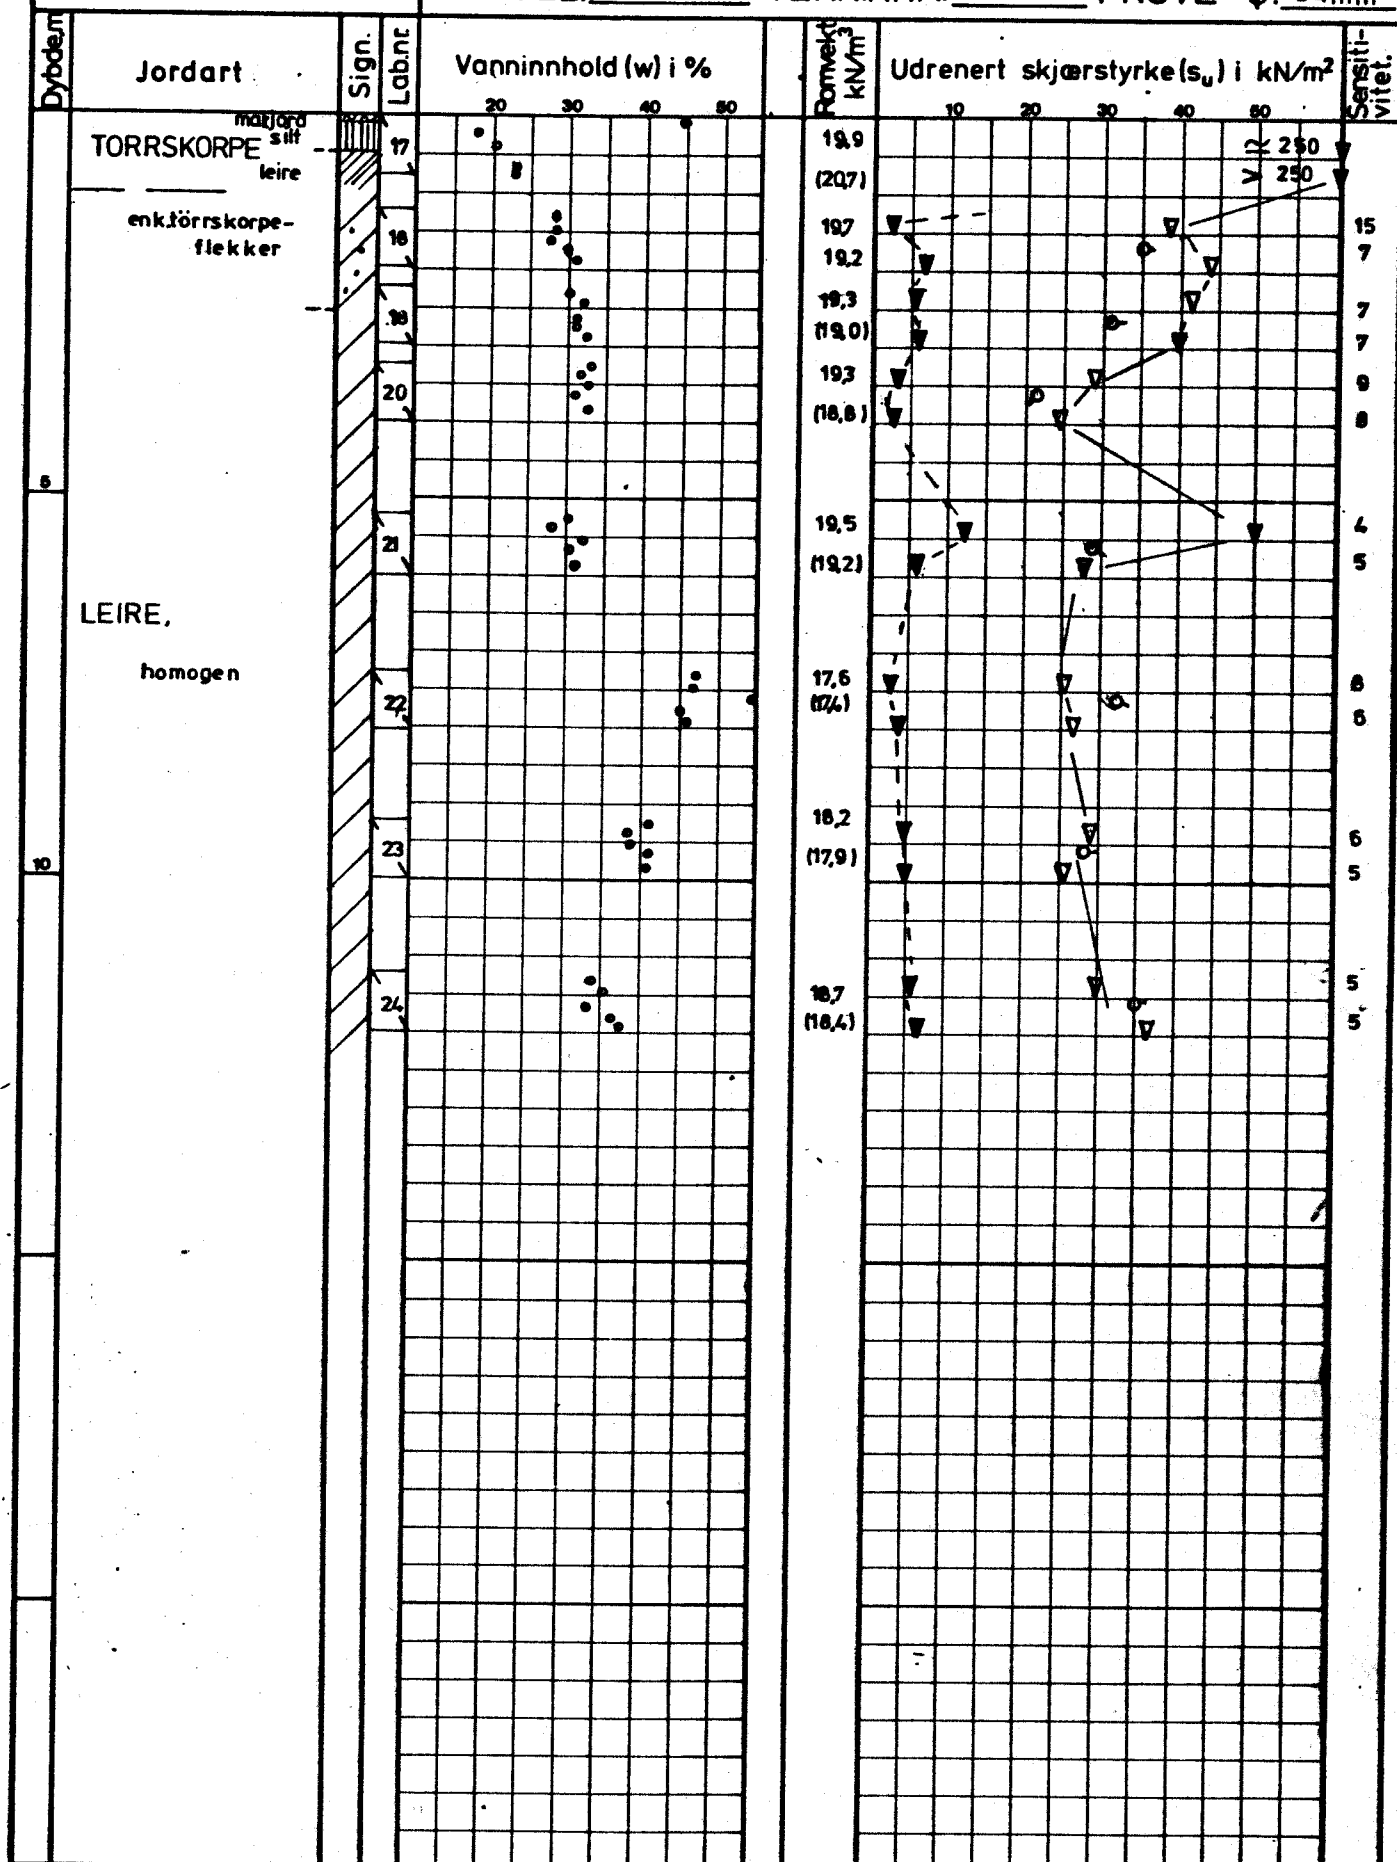 PRØVE
Dybde,m
Jordart
Sign.
Lab.nr.
Vanninnhold (w) i %
Romvekt kN/m³
Udrenert skjærstyrke (su) i kN/m²
Sensiti-
vitet.
20 30 40 50
10 20 30 40 50
matjord
TORRSKORPE silt
leire
17
19,9
≈ 250
(20,7)
> 250
enk.törrskorpe-
flekker
18
19,7
15
19,2
7
19
19,3
7
(19,0)
7
20
19,3
9
(18,8)
8
5
21
19,5
4
(19,2)
5
LEIRE,
homogen
22
17,6
(17,4)
6
23
18,2
6
10
(17,9)
5
24
18,7
5
(18,4)
5